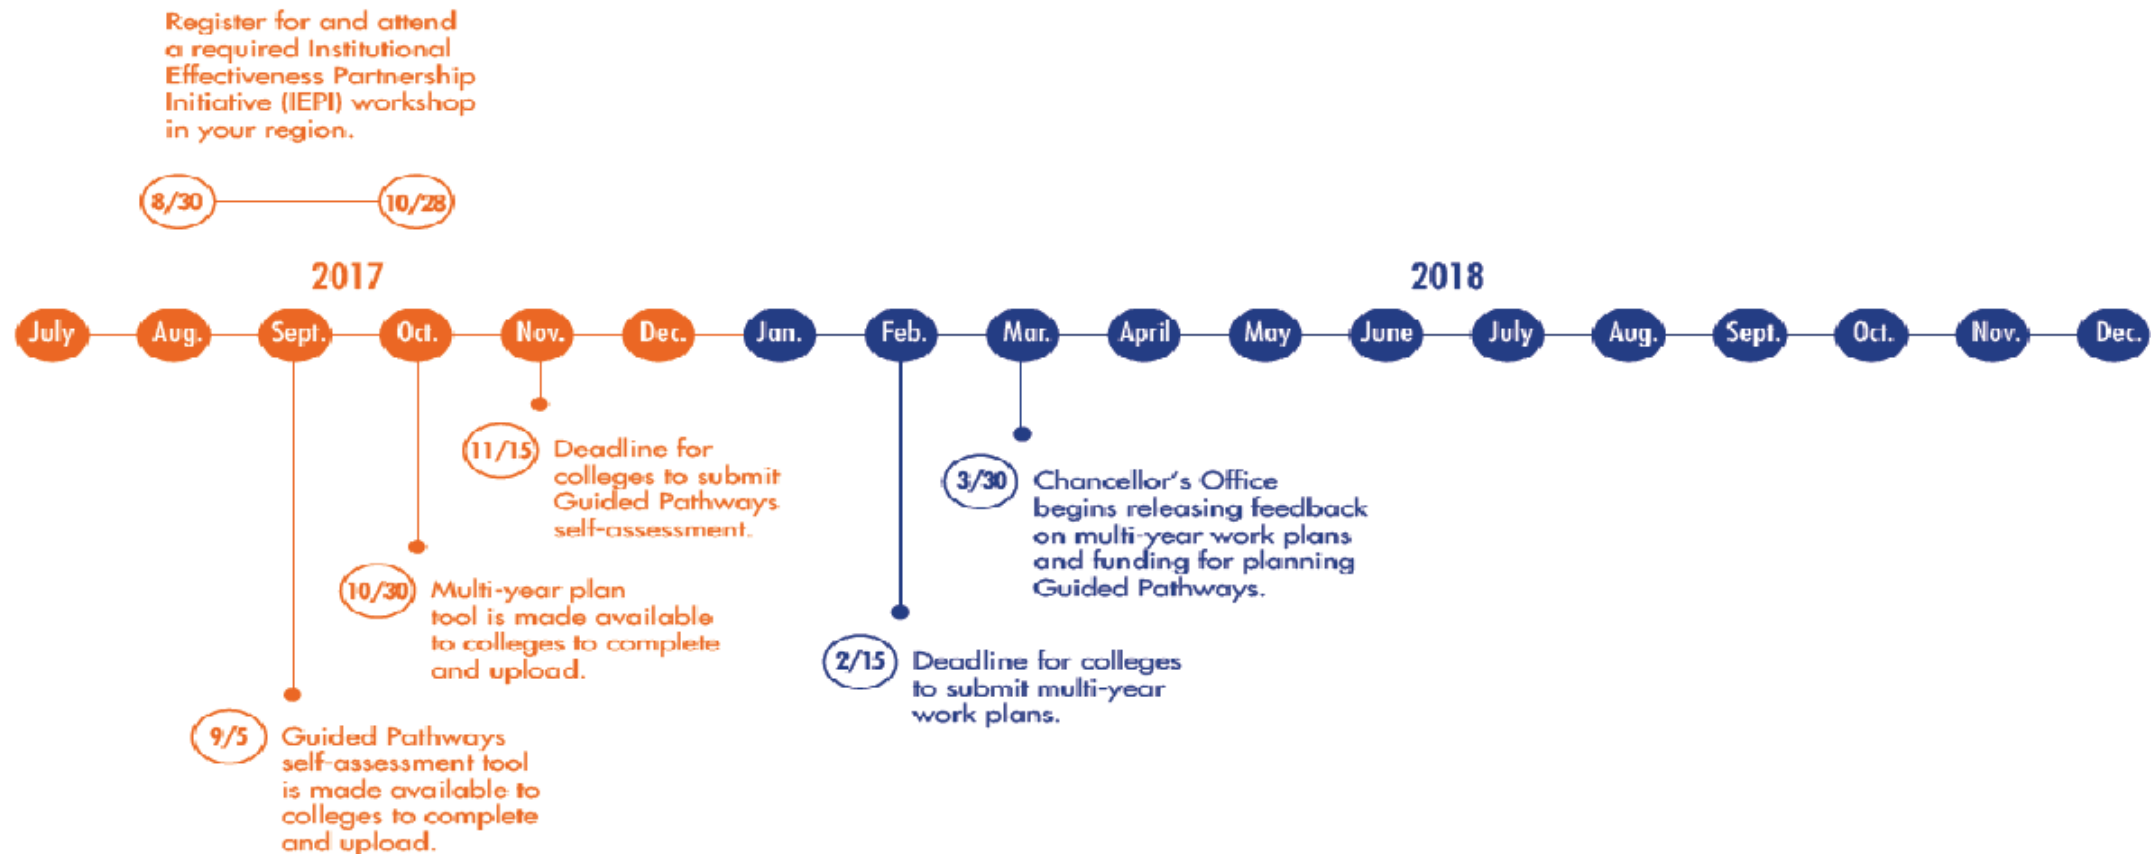 Register for and attend
a required Institutional
Effectiveness Partnership
Initiative (IEPI) workshop
in your region.
8/30
10/28
2017
2018
July
Aug.
Sept.
Oct.
Nov.
Dec.
Jan.
Feb.
Mar.
April
May
June
July
Aug.
Sept.
Oct.
Nov.
Dec.
11/15
Deadline for
colleges to submit
Guided Pathways
self-assessment.
3/30
Chancellor's Office
begins releasing feedback
on multi-year work plans
and funding for planning
Guided Pathways.
10/30
Multi-year plan
tool is made available
to colleges to complete
and upload.
2/15
Deadline for colleges
to submit multi-year
work plans.
9/5
Guided Pathways
self-assessment tool
is made available to
colleges to complete
and upload.